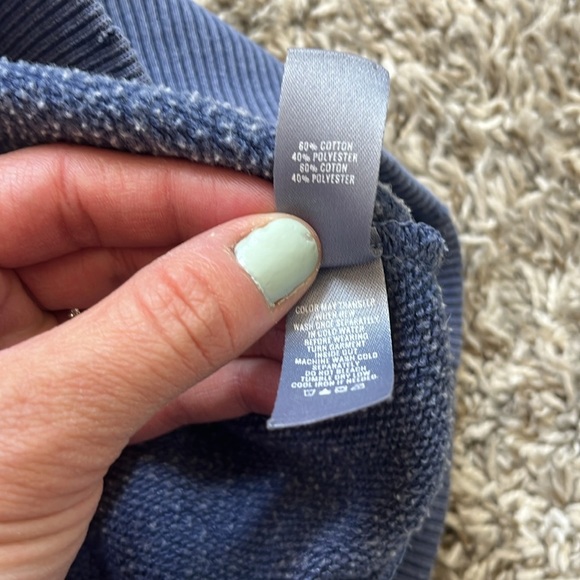 60% COTTON
40% POLYESTER
60% COTON
40% POLYESTER
COLOR MAY TRANSFER
WHEN NEW
WASH ONCE SEPARATELY
IN COLD WATER
BEFORE WEARING
TURN GARMENT
INSIDE OUT
MACHINE WASH COLD
SEPARATELY
DO NOT BLEACH
TUMBLE DRY LOW
COOL IRON IF NEEDED.